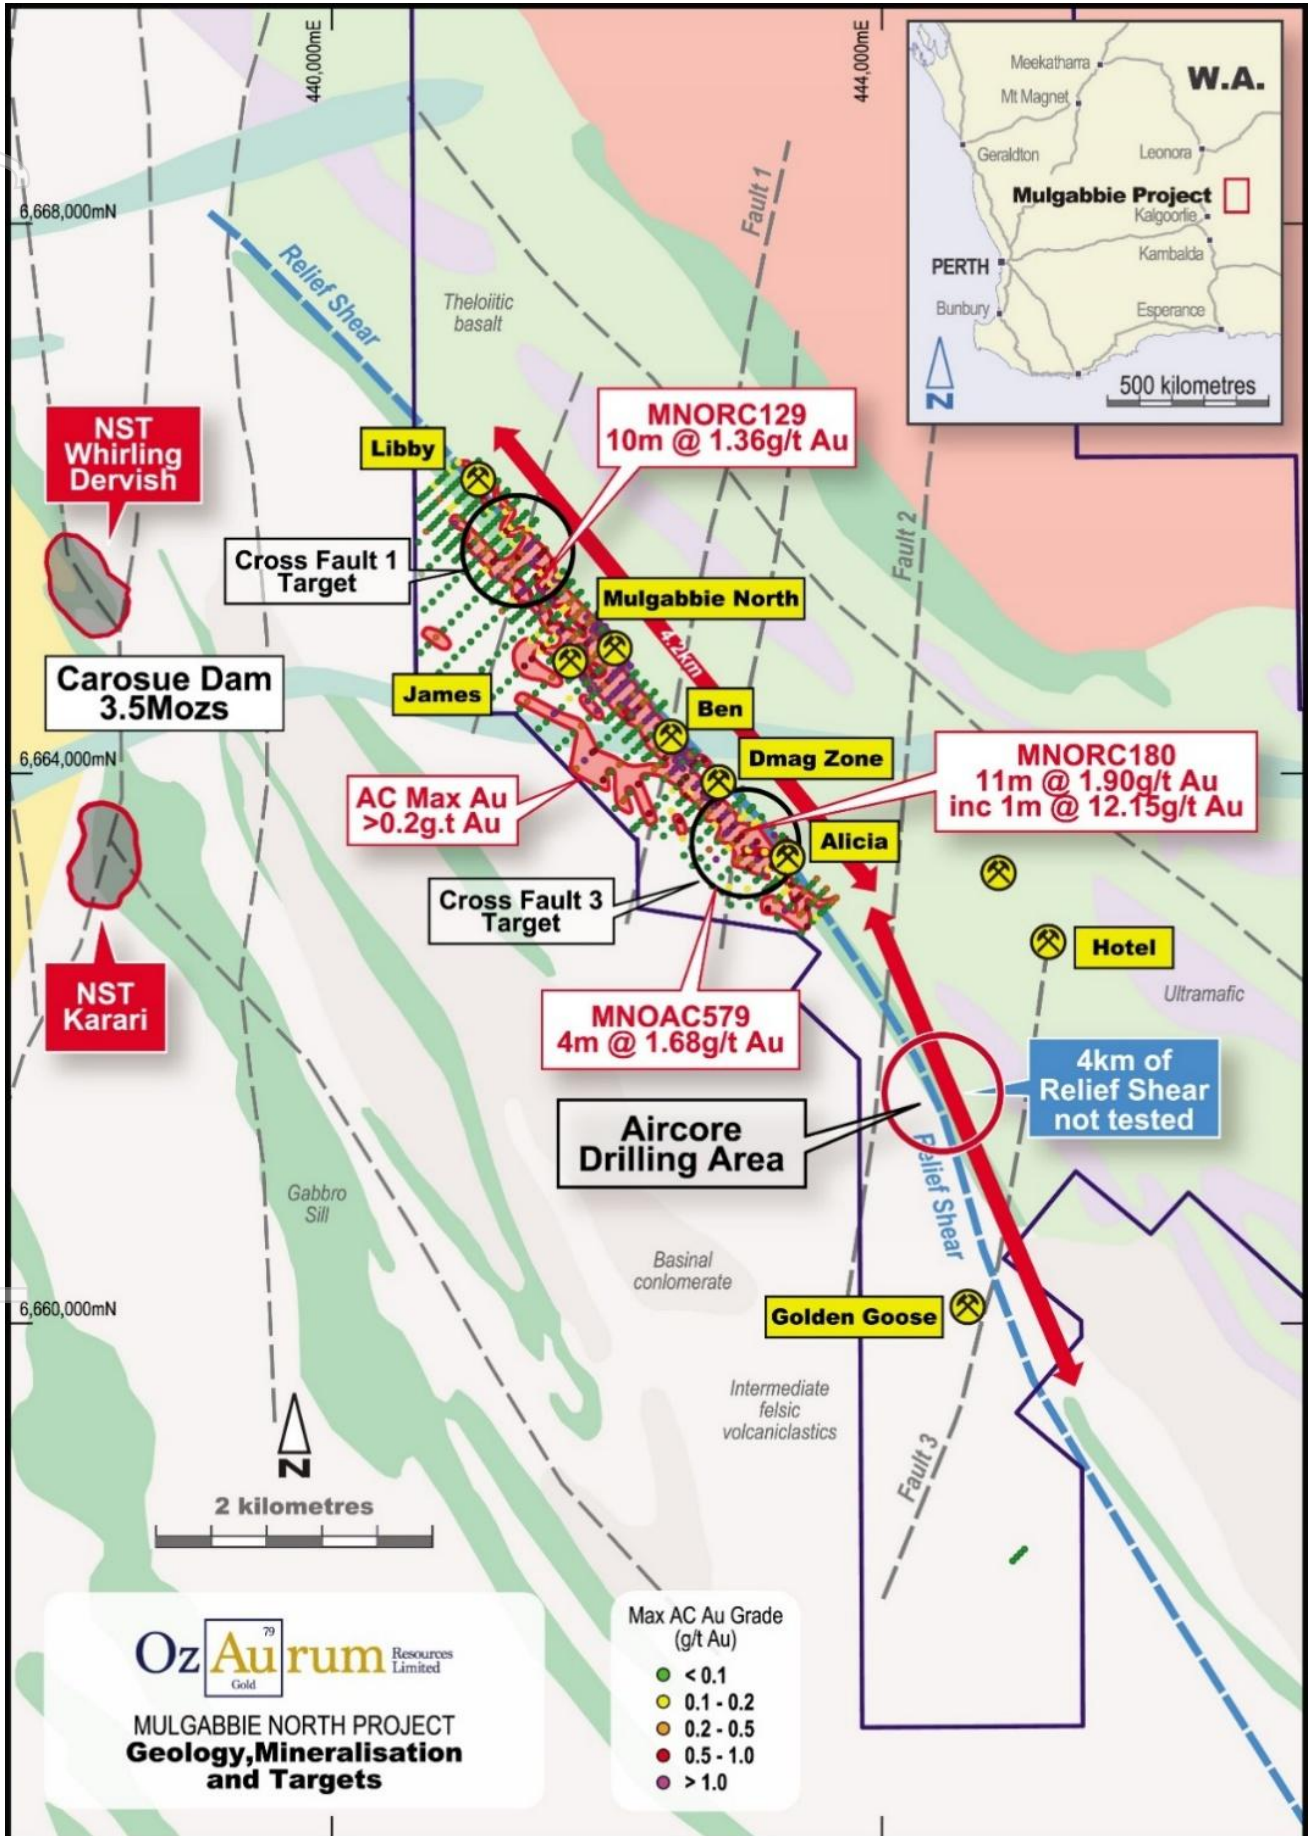 440,000mE
444,000mE
6,668,000mN
6,664,000mN
6,660,000mN
Meekatharra
W.A.
Mt Magnet
Geraldton
Leonora
Mulgabbie Project
Kalgoorlie
Kambalda
PERTH
Bunbury
Esperance
N
500 kilometres
Fault 1
Relief Shear
Theloiitic
basalt
NST
Whirling
Dervish
Libby
MNORC129
10m @ 1.36g/t Au
Fault 2
Cross Fault 1
Target
Mulgabbie North
4.2km
Carosue Dam
3.5Mozs
James
Ben
Dmag Zone
MNORC180
11m @ 1.90g/t Au
inc 1m @ 12.15g/t Au
AC Max Au
>0.2g.t Au
Alicia
Cross Fault 3
Target
Hotel
NST
Karari
Ultramafic
MNOAC579
4m @ 1.68g/t Au
4km of
Relief Shear
not tested
Aircore
Drilling Area
Relief Shear
Gabbro
Sill
Basinal
conlomerate
Golden Goose
Intermediate
felsic
volcaniclastics
Fault 3
N
2 kilometres
OzAurum
79
Gold
Resources
Limited
MULGABBIE NORTH PROJECT
Geology,Mineralisation
and Targets
Max AC Au Grade
(g/t Au)
< 0.1
0.1 - 0.2
0.2 - 0.5
0.5 - 1.0
> 1.0